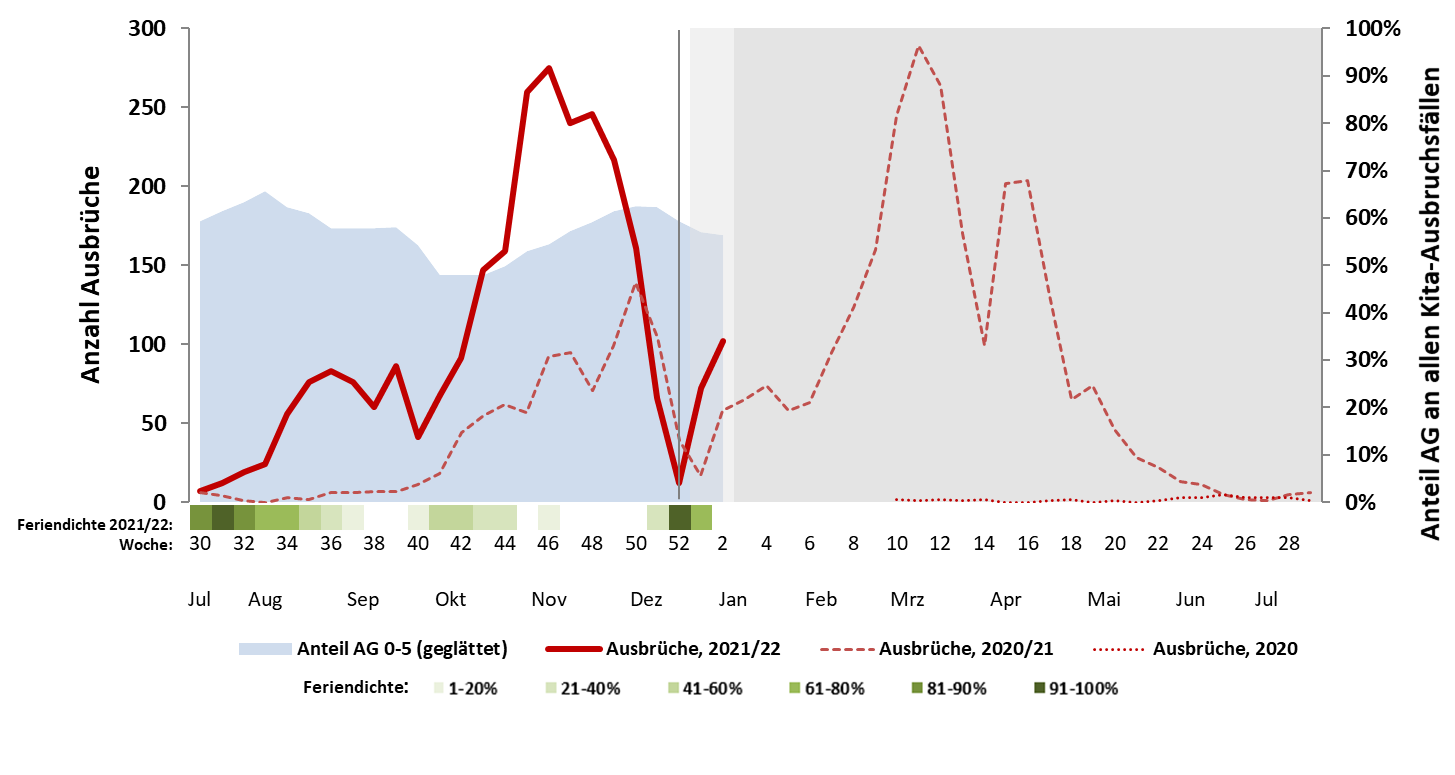 300
250
200
150
100
50
0
Anzahl Ausbrüche
100%
90%
80%
70%
60%
50%
40%
30%
20%
10%
0%
Anteil AG an allen Kita-Ausbruchsfällen
Feriendichte 2021/22:
Woche: 30 32 34 36 38 40 42 44 46 48 50 52 2 4 6 8 10 12 14 16 18 20 22 24 26 28
Jul Aug Sep Okt Nov Dez Jan Feb Mrz Apr Mai Jun Jul
Anteil AG 0-5 (geglättet) Ausbrüche, 2021/22 Ausbrüche, 2020/21 Ausbrüche, 2020
Feriendichte: 1-20% 21-40% 41-60% 61-80% 81-90% 91-100%